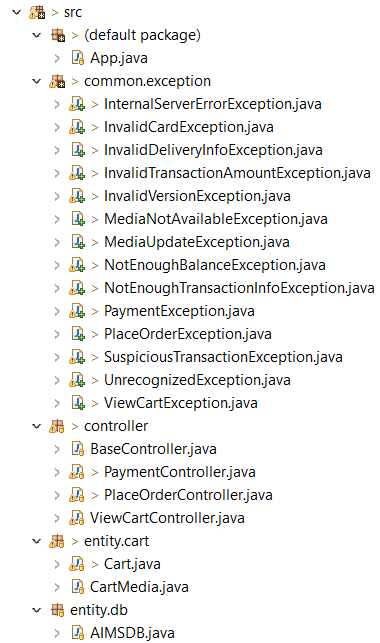 > src
> (default package)
> App.java
> common.exception
> InternalServerErrorException.java
> InvalidCardException.java
> InvalidDeliveryInfoException.java
> InvalidTransactionAmountException.java
> InvalidVersionException.java
> MediaNotAvailableException.java
> MediaUpdateException.java
> NotEnoughBalanceException.java
> NotEnoughTransactionInfoException.java
> PaymentException.java
> PlaceOrderException.java
> SuspiciousTransactionException.java
> UnrecognizedException.java
> ViewCartException.java
> controller
BaseController.java
> PaymentController.java
> PlaceOrderController.java
ViewCartController.java
> entity.cart
> Cart.java
CartMedia.java
entity.db
AIMSDB.java